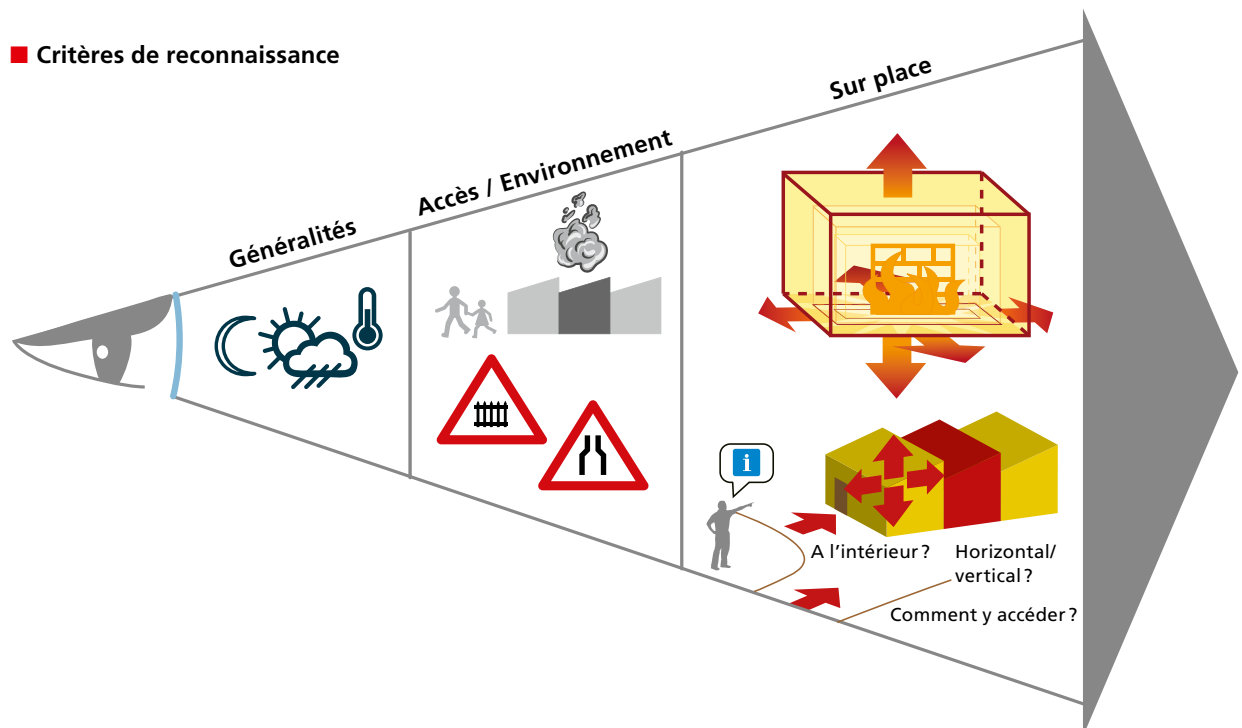 Critères de reconnaissance
Généralités
Accès / Environnement
Sur place
i
A l’intérieur ?
Horizontal/
vertical ?
Comment y accéder ?